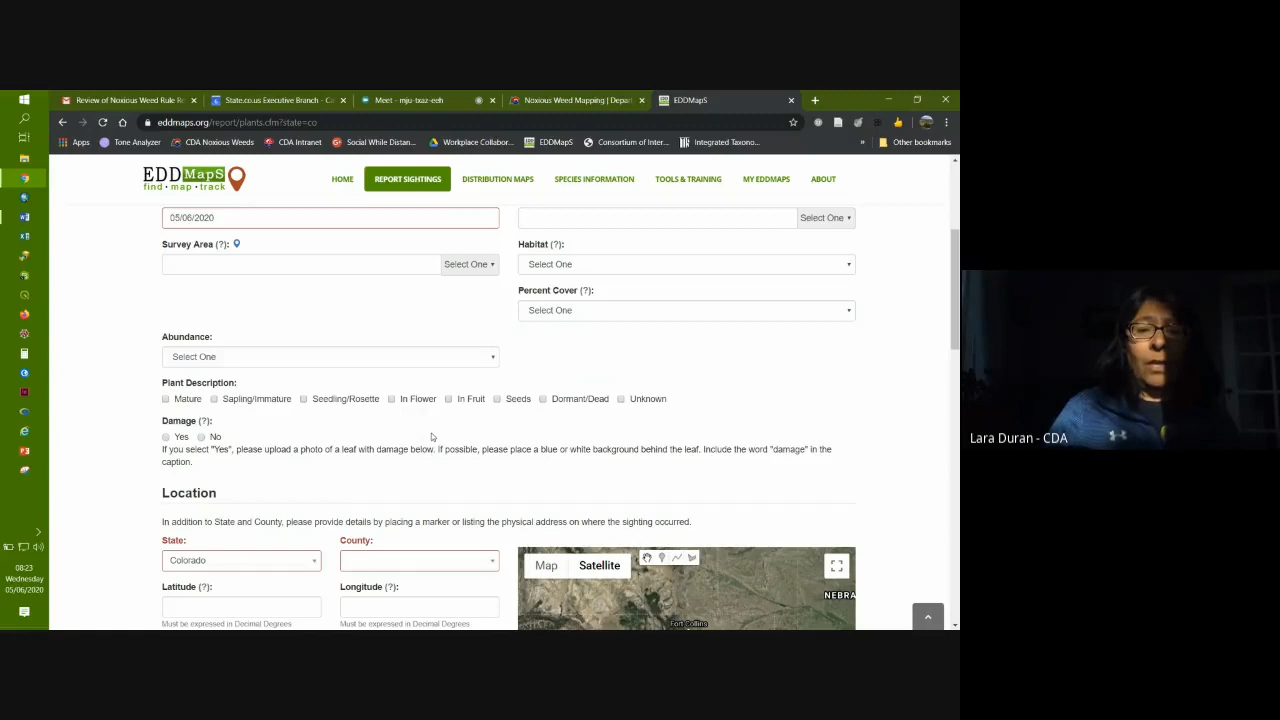 Review of Noxious Weed Rule Re
State.co.us Executive Branch - Ca
Meet - mju-txaz-eeh
Noxious Weed Mapping | Depart
EDDMapS
eddmaps.org/report/plants.cfm?state=co
Apps
Tone Analyzer
CDA Noxious Weeds
CDA Intranet
Social While Distan...
Workplace Collabor...
EDDMapS
Consortium of Inter...
Integrated Taxono...
Other bookmarks
EDDMapS
find • map • track
HOME
REPORT SIGHTINGS
DISTRIBUTION MAPS
SPECIES INFORMATION
TOOLS & TRAINING
MY EDDMAPS
ABOUT
05/06/2020
Select One
Survey Area (?):
Habitat (?):
Select One
Select One
Percent Cover (?):
Select One
Abundance:
Select One
Plant Description:
Mature Sapling/Immature Seedling/Rosette In Flower In Fruit Seeds Dormant/Dead Unknown
Damage (?):
Yes No
If you select "Yes", please upload a photo of a leaf with damage below. If possible, please place a blue or white background behind the leaf. Include the word "damage" in the
caption.
Location
In addition to State and County, please provide details by placing a marker or listing the physical address on where the sighting occurred.
State:
County:
Colorado
Latitude (?):
Longitude (?):
Must be expressed in Decimal Degrees
Must be expressed in Decimal Degrees
Map Satellite
NEBRA
Fort Collins
08:23
Wednesday
05/06/2020
Lara Duran - CDA